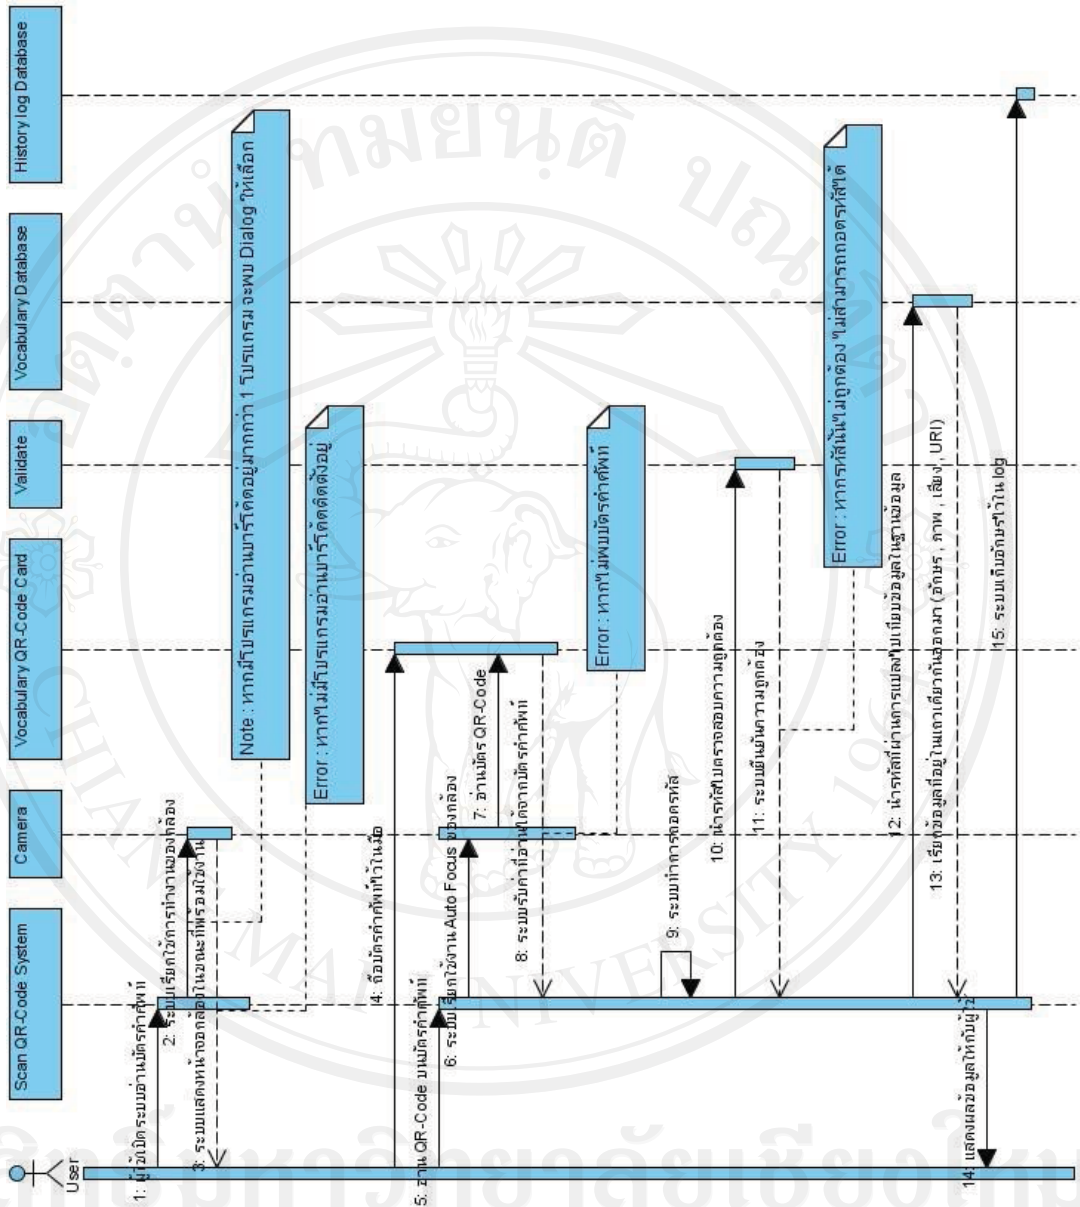 User
Scan QR-Code System
Camera
Vocabulary QR-Code Card
Validate
Vocabulary Database
History log Database
1: ผู้ใช้เปิดระบบอ่านบัตรคำศัพท์
2: ระบบเรียกใช้การทำงานของกล้อง
3: ระบบแสดงหน้าจอกล้องในขณะที่พร้อมใช้งาน
Note : หากมีโปรแกรมอ่านบาร์โค้ดอยู่มากกว่า 1 โปรแกรม จะพบ Dialog ให้เลือก
Error : หากไม่มีโปรแกรมอ่านบาร์โค้ดติดตั้งอยู่
4: ถือบัตรคำศัพท์ไว้ในมือ
5: อ่าน QR-Code บนบัตรคำศัพท์
6: ระบบเรียกใช้งาน Auto Focus ของกล้อง
7: อ่านบัตร QR-Code
8: ระบบรับค่าที่อ่านได้จากบัตรคำศัพท์
Error : หากไม่พบบัตรคำศัพท์
9: ระบบทำการถอดรหัส
10: นำรหัสไปตรวจสอบความถูกต้อง
11: ระบบยืนยันความถูกต้อง
Error : หากรหัสนั้นไม่ถูกต้อง ไม่สามารถถอดรหัสได้
12: นำรหัสที่ผ่านการแปลงไปเทียบข้อมูลในฐานข้อมูล
13: เรียกข้อมูลที่อยู่ในแถวเดียวกันออกมา ( อักษร , ภาพ , เสียง , URI)
14: แสดงผลข้อมูลให้กับผู้ใช้
15: ระบบเก็บอักษรไว้ใน log
CHIANG MAI UNIVERSITY 1964